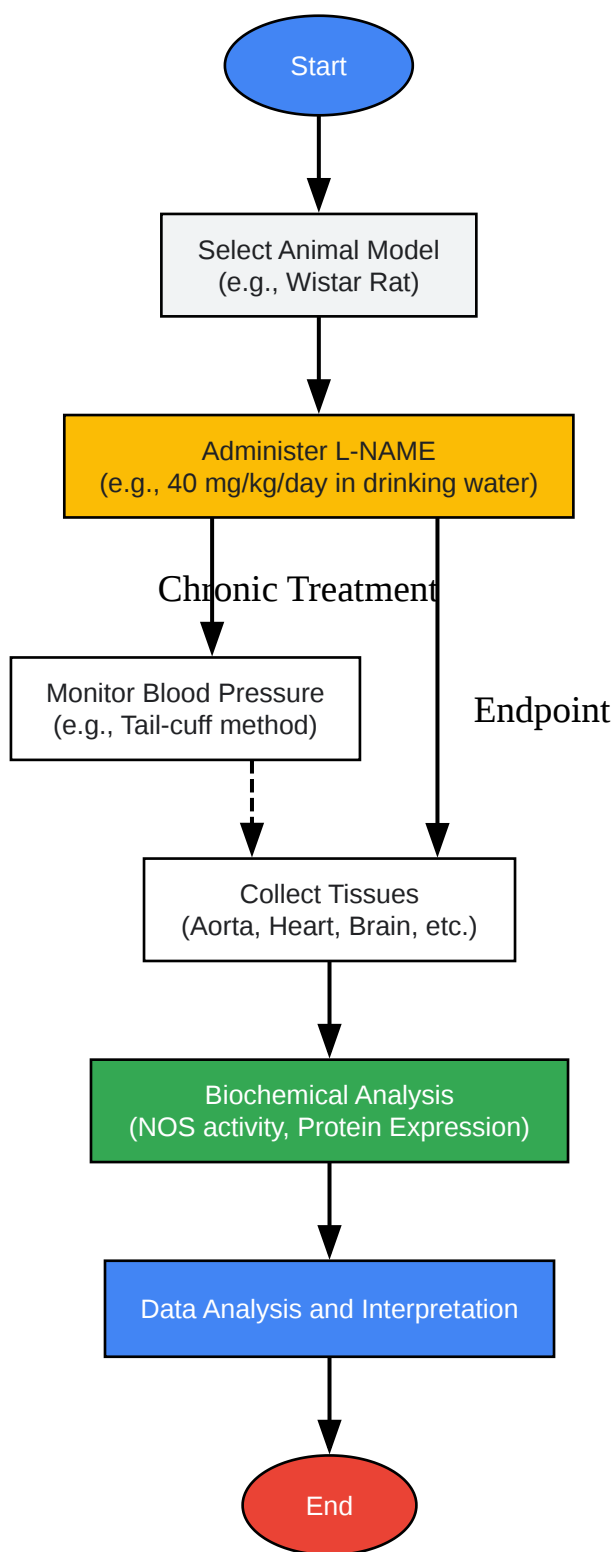 Start
Select Animal Model
(e.g., Wistar Rat)
Administer L-NAME
(e.g., 40 mg/kg/day in drinking water)
Chronic Treatment
Monitor Blood Pressure
(e.g., Tail-cuff method)
Endpoint
Collect Tissues
(Aorta, Heart, Brain, etc.)
Biochemical Analysis
(NOS activity, Protein Expression)
Data Analysis and Interpretation
End